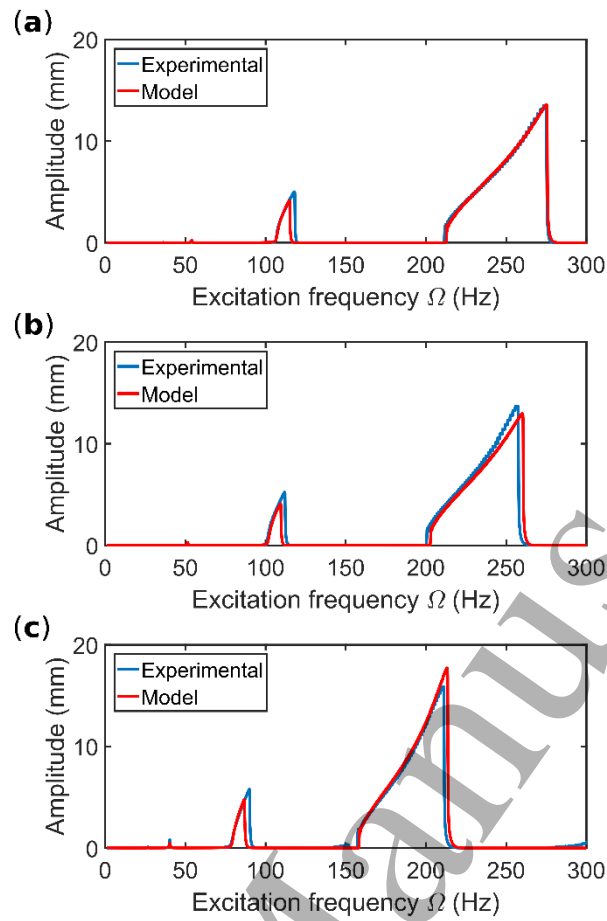 (a)
20
10
0
Amplitude (mm)
Experimental
Model
0 50 100 150 200 250 300
Excitation frequency Ω (Hz)
(b)
20
10
0
Amplitude (mm)
Experimental
Model
0 50 100 150 200 250 300
Excitation frequency Ω (Hz)
(c)
20
10
0
Amplitude (mm)
Experimental
Model
0 50 100 150 200 250 300
Excitation frequency Ω (Hz)
Manus